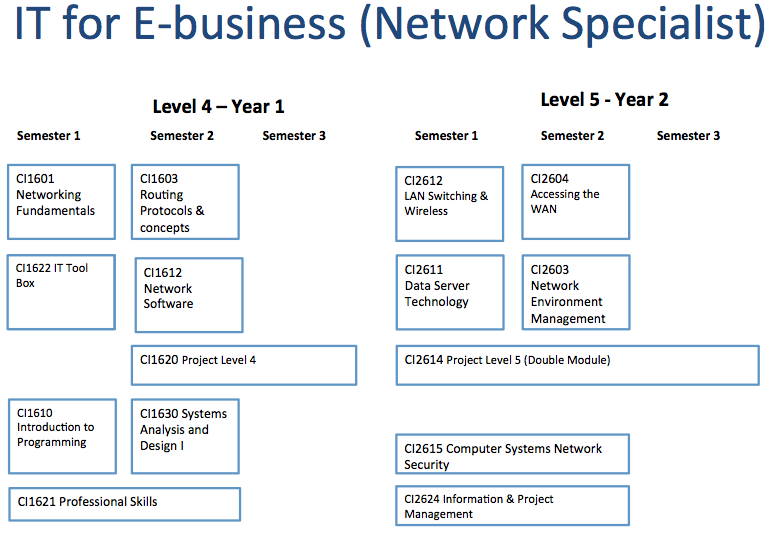 IT for E-business (Network Specialist)
Level 4 – Year 1
Semester 1
Semester 2
Semester 3
CI1601
Networking
Fundamentals
CI1603
Routing
Protocols &
concepts
CI1622 IT Tool
Box
CI1612
Network
Software
CI1620 Project Level 4
CI1610
Introduction to
Programming
CI1630 Systems
Analysis and
Design I
CI1621 Professional Skills
Level 5 - Year 2
Semester 1
Semester 2
Semester 3
CI2612
LAN Switching &
Wireless
CI2604
Accessing the
WAN
CI2611
Data Server
Technology
CI2603
Network
Environment
Management
CI2614 Project Level 5 (Double Module)
CI2615 Computer Systems Network
Security
CI2624 Information & Project
Management